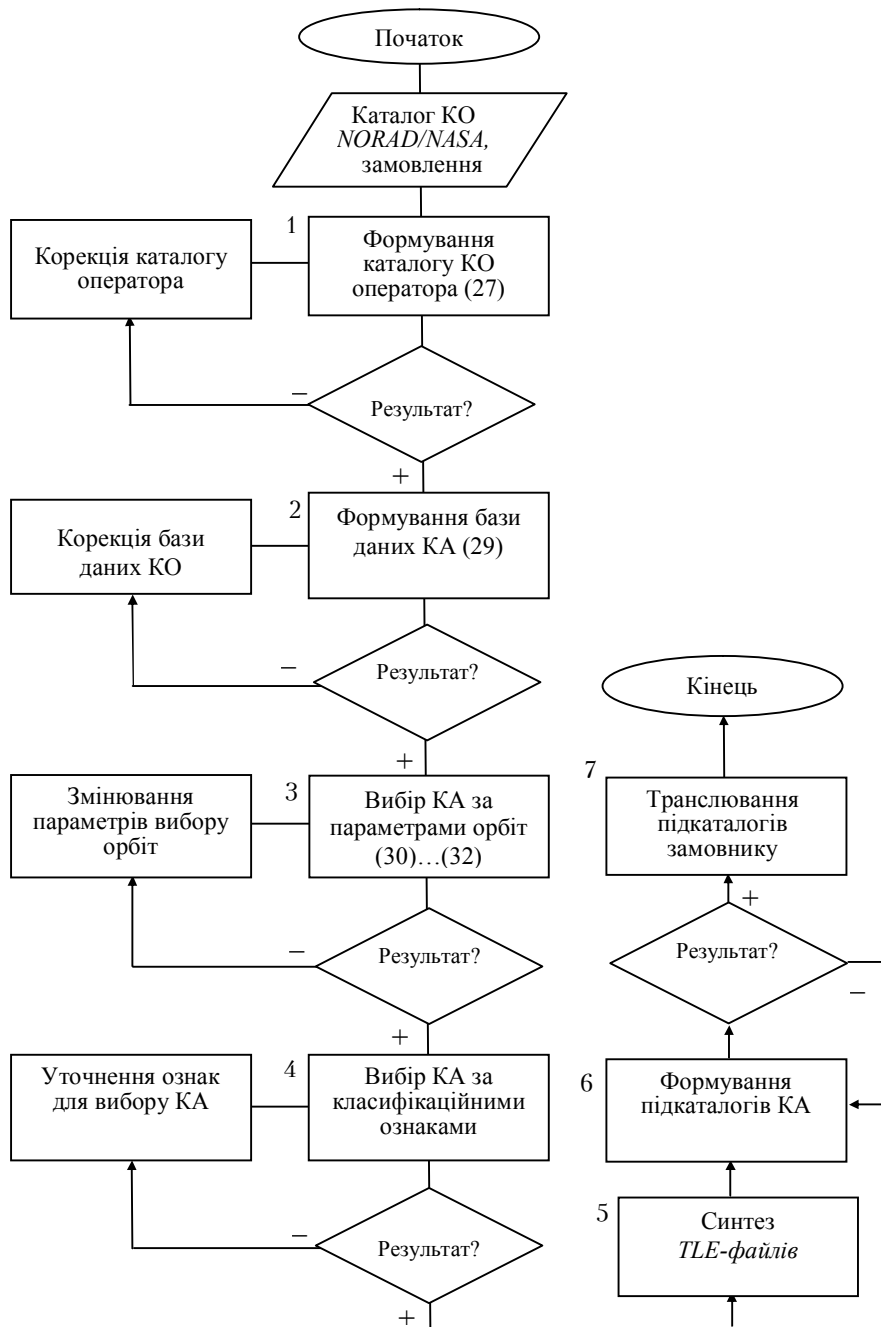 Початок
Каталог КО
NORAD/NASA,
замовлення
1
Формування
каталогу КО
оператора (27)
Корекція каталогу
оператора
Результат?
–
+
2
Формування бази
даних КА (29)
Корекція бази
даних КО
Результат?
–
+
3
Вибір КА за
параметрами орбіт
(30)…(32)
Змінювання
параметрів вибору
орбіт
Результат?
–
+
4
Вибір КА за
класифікаційними
ознаками
Уточнення ознак
для вибору КА
Результат?
–
+
5
Синтез
TLE-файлів
6
Формування
підкаталогів КА
Результат?
–
+
7
Транслювання
підкаталогів
замовнику
Кінець